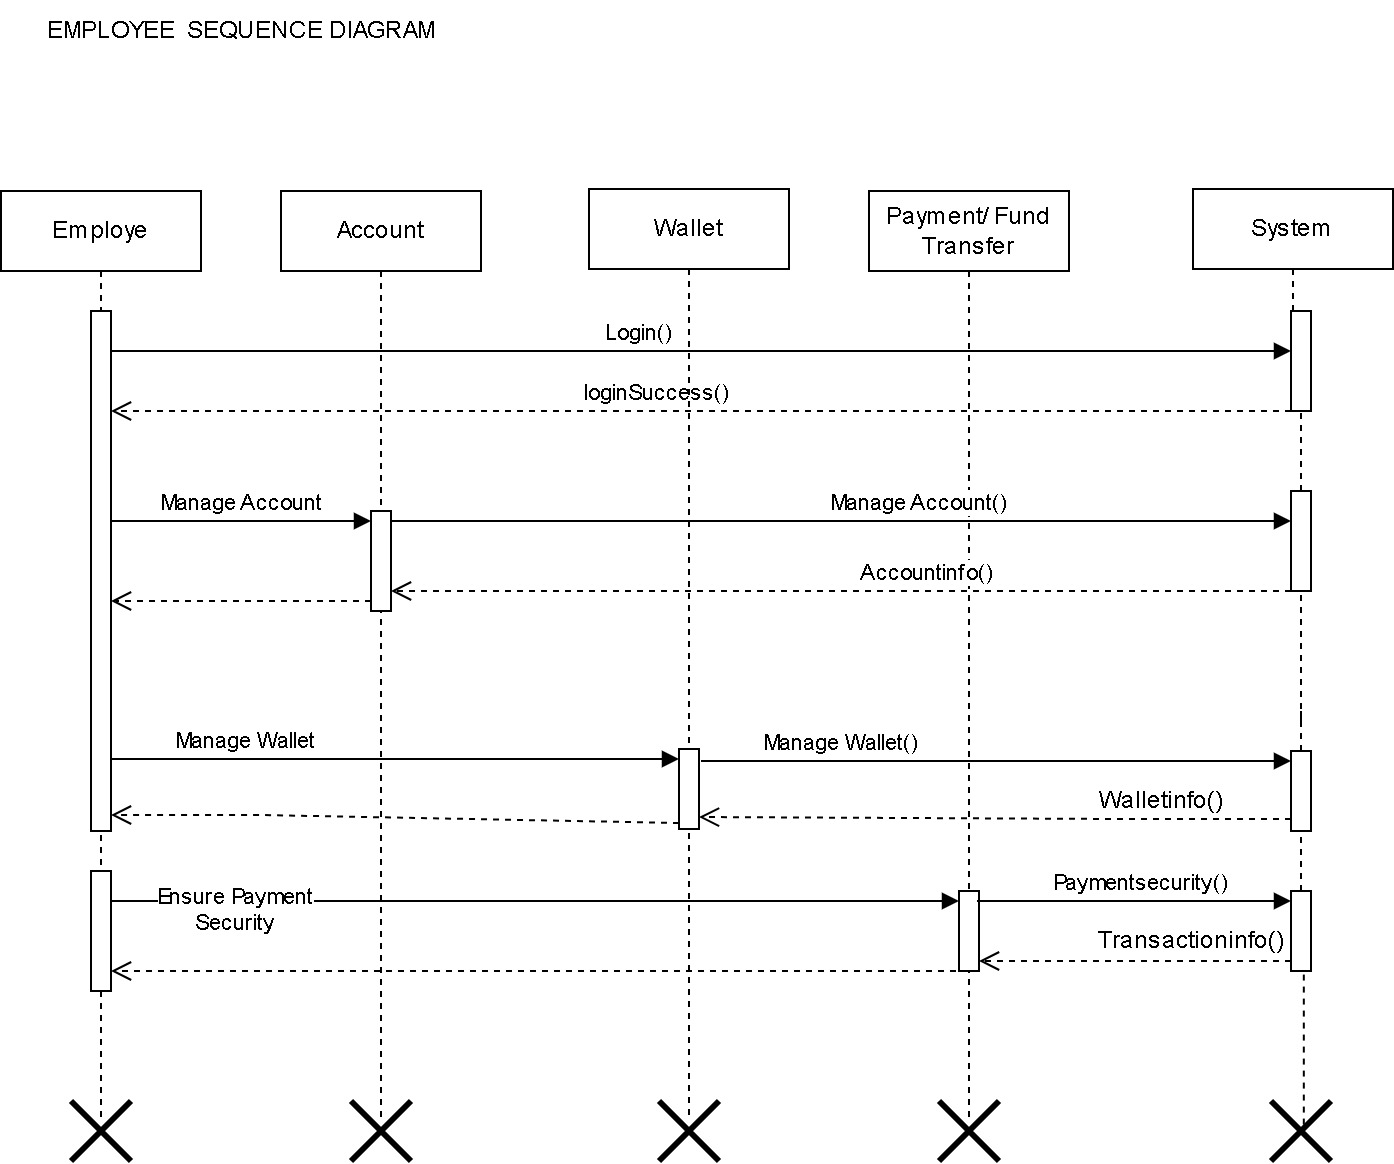 EMPLOYEE SEQUENCE DIAGRAM
Employe
Account
Wallet
Payment/ Fund
Transfer
System
Login()
loginSuccess()
Manage Account
Manage Account()
Accountinfo()
Manage Wallet
Manage Wallet()
Walletinfo()
Ensure Payment
Security
Paymentsecurity()
Transactioninfo()